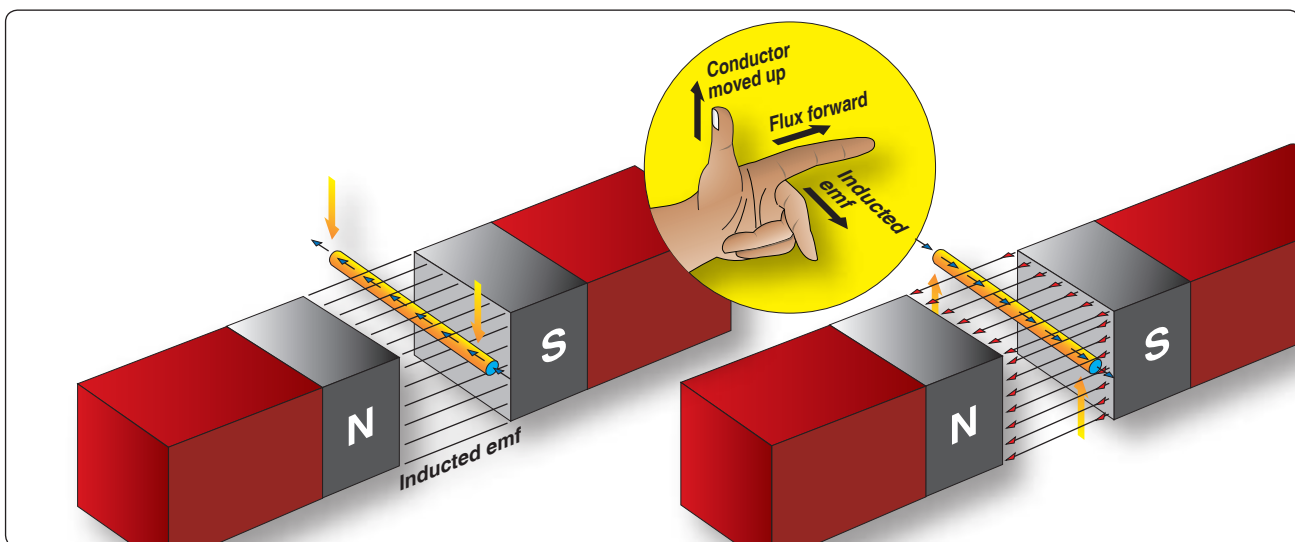 Conductor
moved up
Flux forward
Inducted
emf
N
S
Inducted emf
N
S